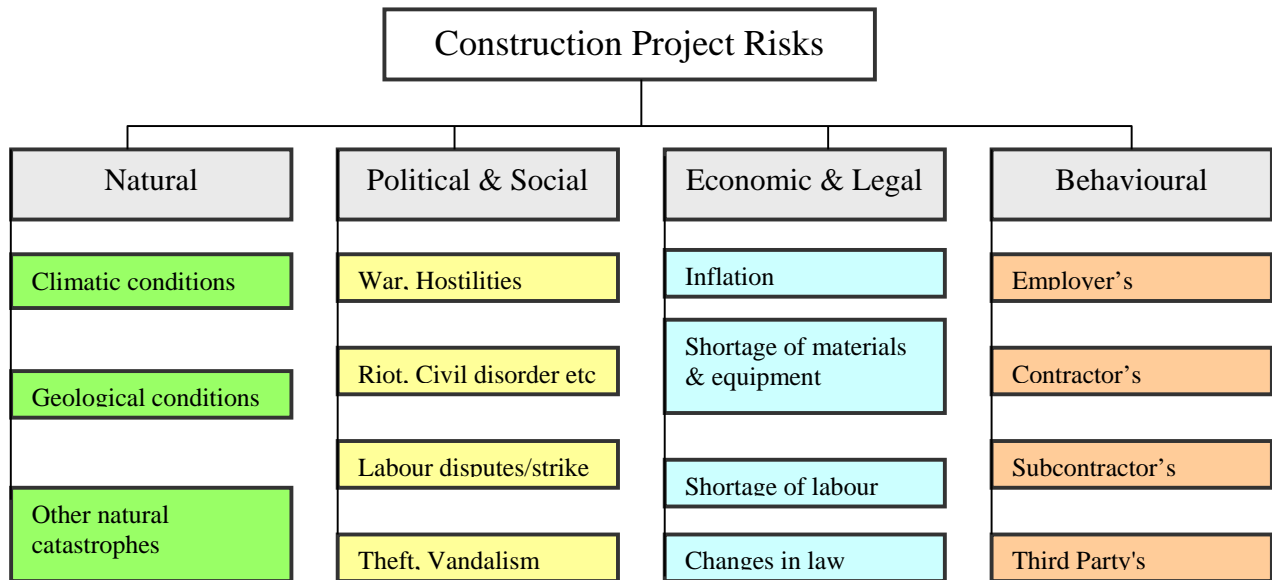 Construction Project Risks
Natural
Political & Social
Economic & Legal
Behavioural
Climatic conditions
Geological conditions
Other natural
catastrophes
War, Hostilities
Riot, Civil disorder etc
Labour disputes/strike
Theft, Vandalism
Inflation
Shortage of materials
& equipment
Shortage of labour
Changes in law
Employer’s
Contractor’s
Subcontractor’s
Third Party's